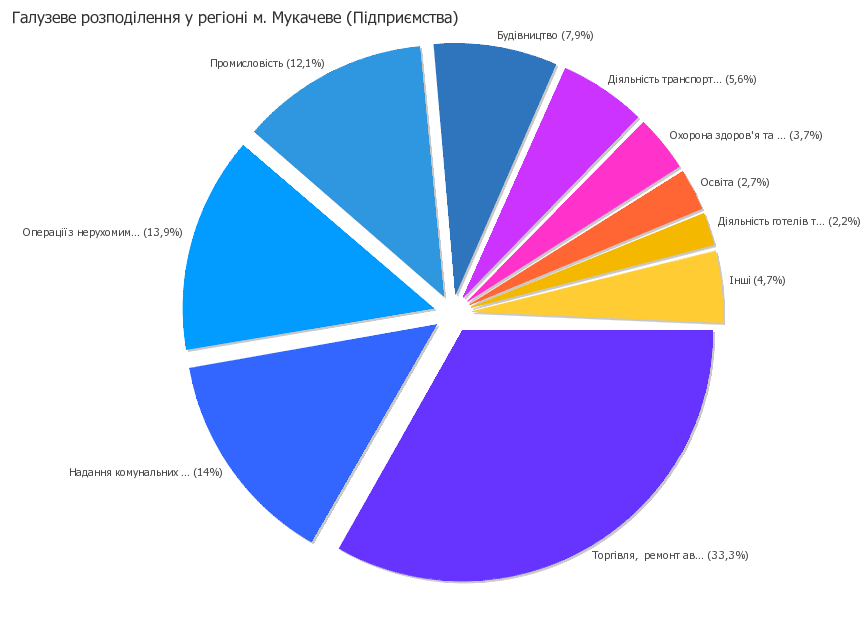 Галузеве розподілення у регіоні м. Мукачеве (Підприємства)
Будівництво (7,9%)
Промисловість (12,1%)
Діяльність транспорт... (5,6%)
Охорона здоров'я та ... (3,7%)
Освіта (2,7%)
Діяльність готелів т... (2,2%)
Операції з нерухомим... (13,9%)
Інші (4,7%)
Надання комунальних ... (14%)
Торгівля, ремонт ав... (33,3%)